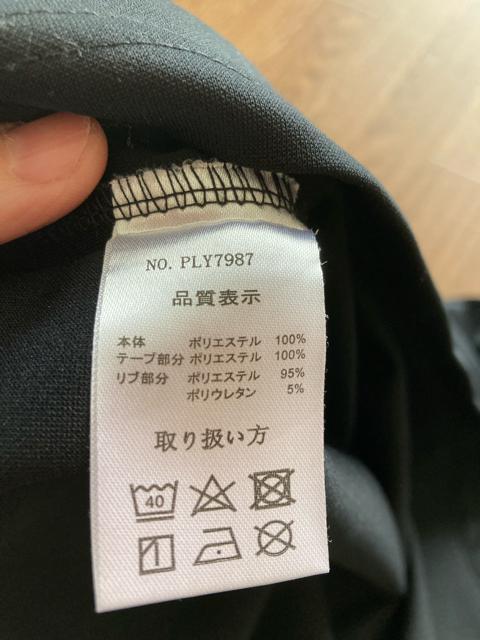 NO. PLY7987
品質表示
本体 ポリエステル 100%
テープ部分 ポリエステル 100%
リブ部分 ポリエステル 95%
ポリウレタン 5%
取り扱い方
40